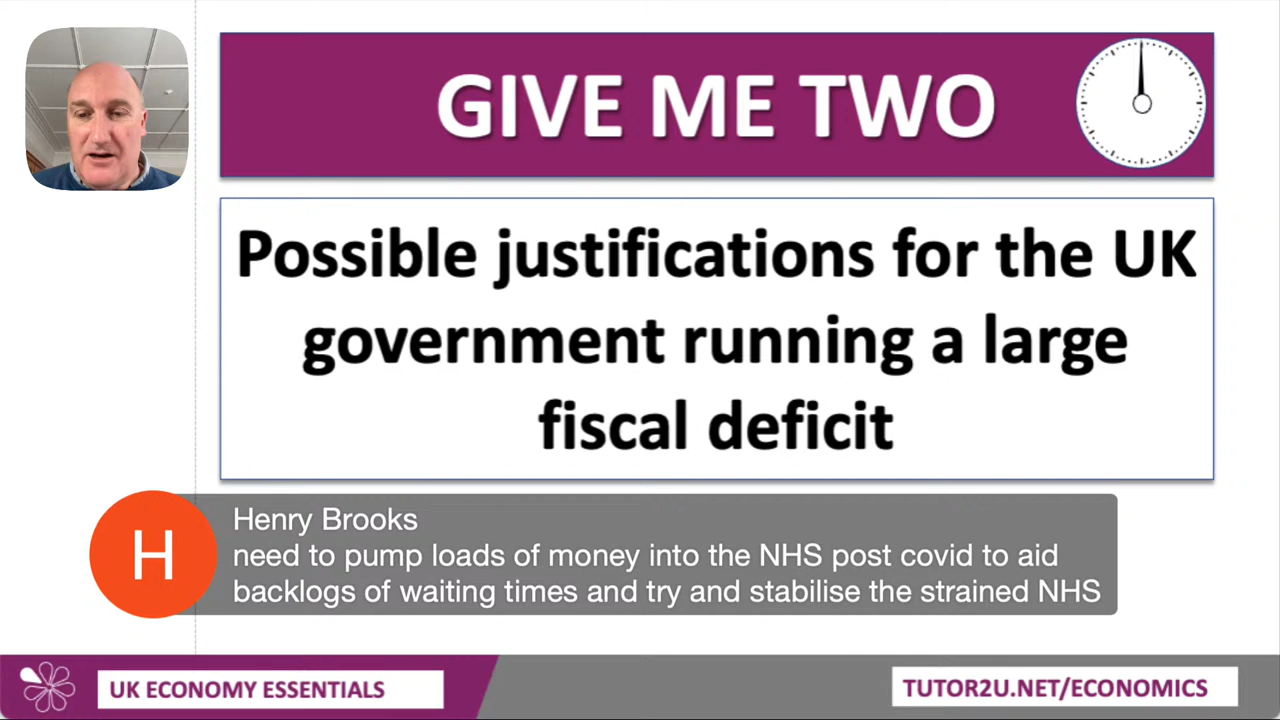 GIVE ME TWO
Possible justifications for the UK
government running a large
fiscal deficit
H
Henry Brooks
need to pump loads of money into the NHS post covid to aid
backlogs of waiting times and try and stabilise the strained NHS
UK ECONOMY ESSENTIALS
TUTOR2U.NET/ECONOMICS